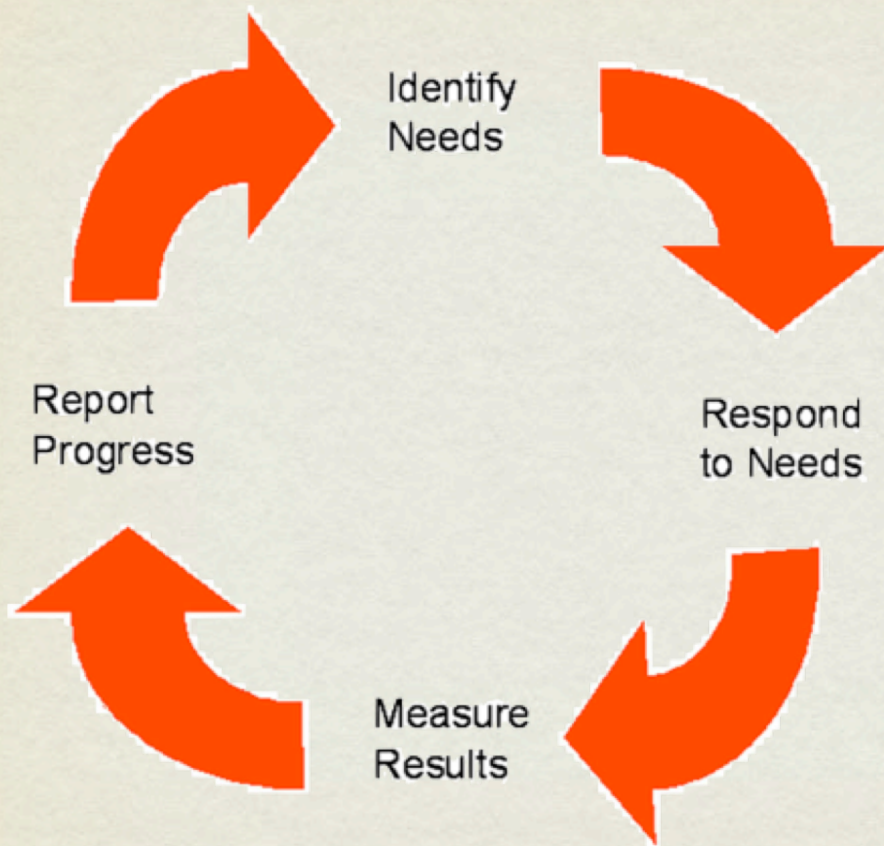 Identify
Needs
Respond
to Needs
Measure
Results
Report
Progress